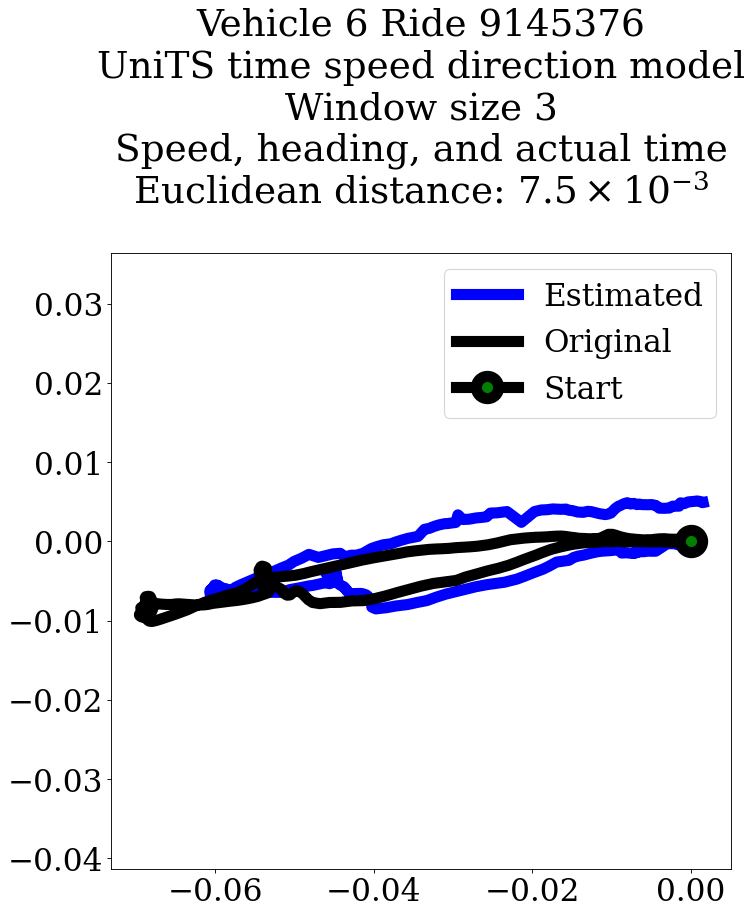 Vehicle 6 Ride 9145376
UniTS time speed direction model
Window size 3
Speed, heading, and actual time
Euclidean distance: 7.5 × 10⁻³
Estimated
Original
Start
0.03
0.02
0.01
0.00
−0.01
−0.02
−0.03
−0.04
−0.06 −0.04 −0.02 0.00